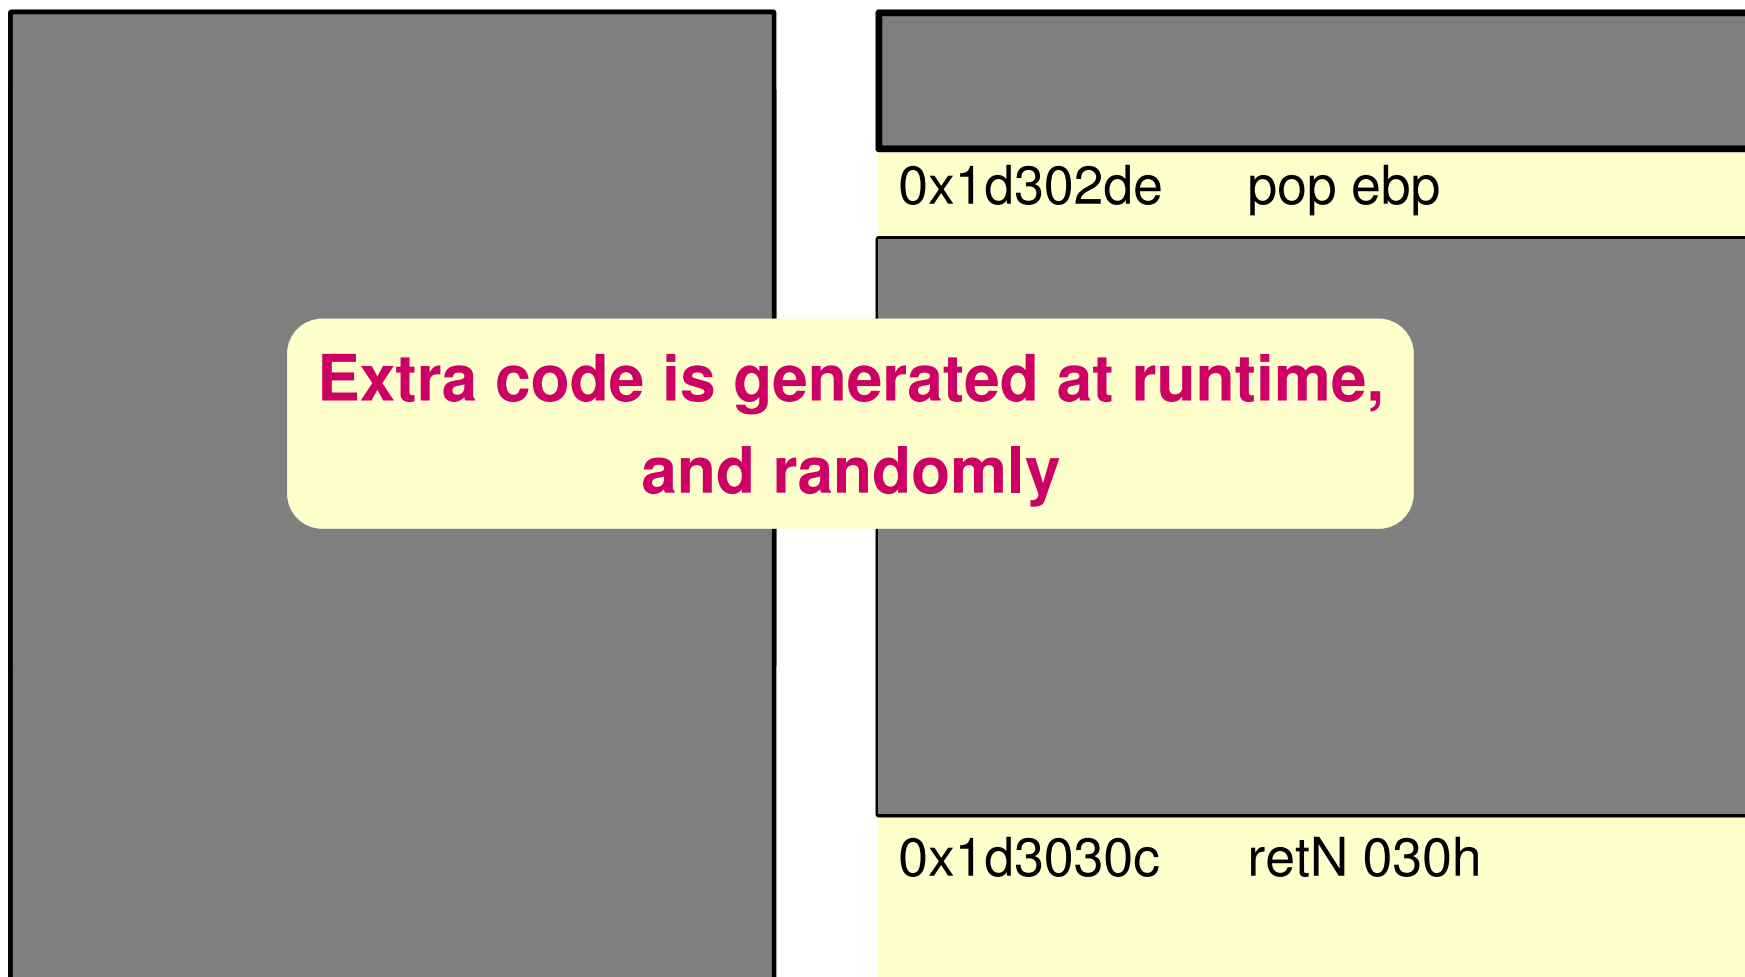 0x1d302de pop ebp
Extra code is generated at runtime,
and randomly
0x1d3030c retN 030h